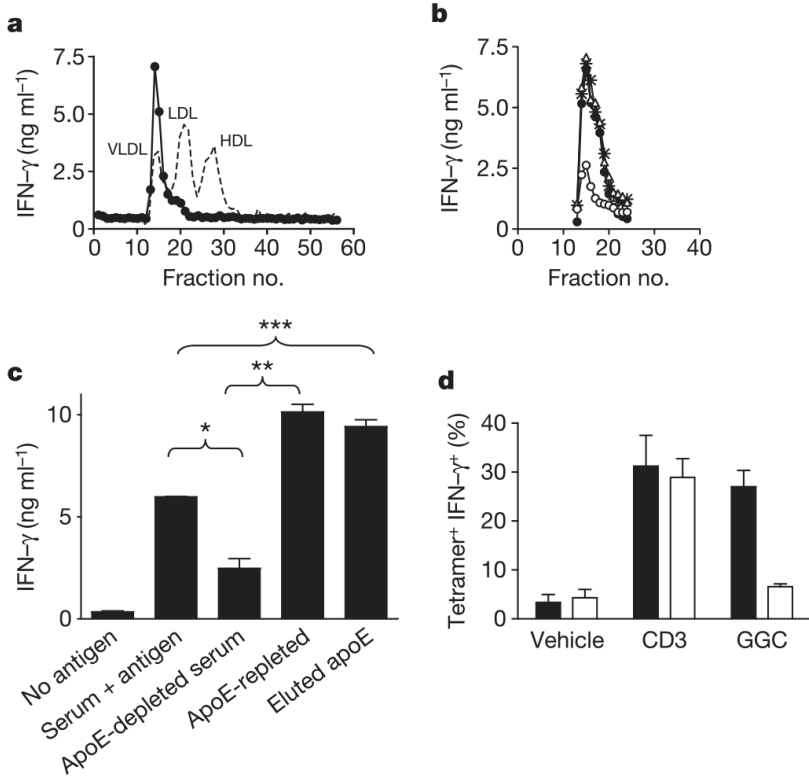 a
7.5
5.0
2.5
0
IFN–γ (ng ml⁻¹)
VLDL
LDL
HDL
0 10 20 30 40 50 60
Fraction no.
b
7.5
5.0
2.5
0
IFN–γ (ng ml⁻¹)
0 10 20 30 40
Fraction no.
c
***
**
*
10
5
0
IFN–γ (ng ml⁻¹)
No antigen
Serum + antigen
ApoE-depleted serum
ApoE-repleted
Eluted apoE
d
40
30
20
10
0
Tetramer⁺ IFN–γ⁺ (%)
Vehicle CD3 GGC